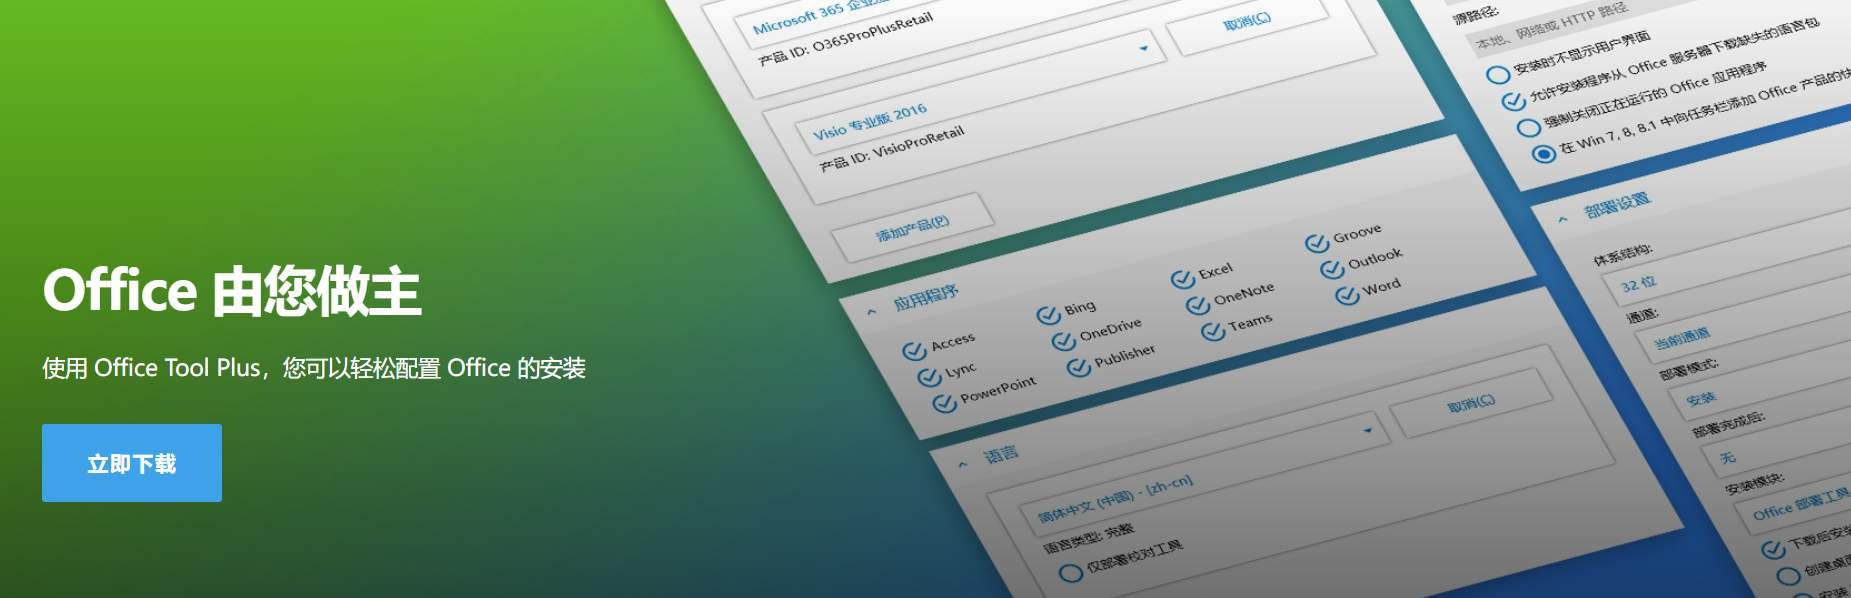 Office 由您做主
使用 Office Tool Plus，您可以轻松配置 Office 的安装
立即下载
Microsoft 365 企业
产品 ID: O365ProPlusRetail
取消(C)
Visio 专业版 2016
产品 ID: VisioProRetail
添加产品(P)
应用程序
Access
Bing
Excel
Groove
Lync
OneDrive
OneNote
Outlook
PowerPoint
Publisher
Teams
Word
语言
简体中文 (中国) - [zh-cn]
取消(C)
语言类型: 完整
仅部署校对工具
源路径:
本地、网络或 HTTP 路径
安装时不显示用户界面
允许安装程序从 Office 服务器下载缺失的语言包
强制关闭正在运行的 Office 应用程序
在 Win 7, 8, 8.1 中向任务栏添加 Office 产品的快
部署设置
体系结构:
32 位
通道:
当前通道
部署模式:
安装
部署完成后:
无
安装模块:
Office 部署工具
下载后安装
创建桌面
安装